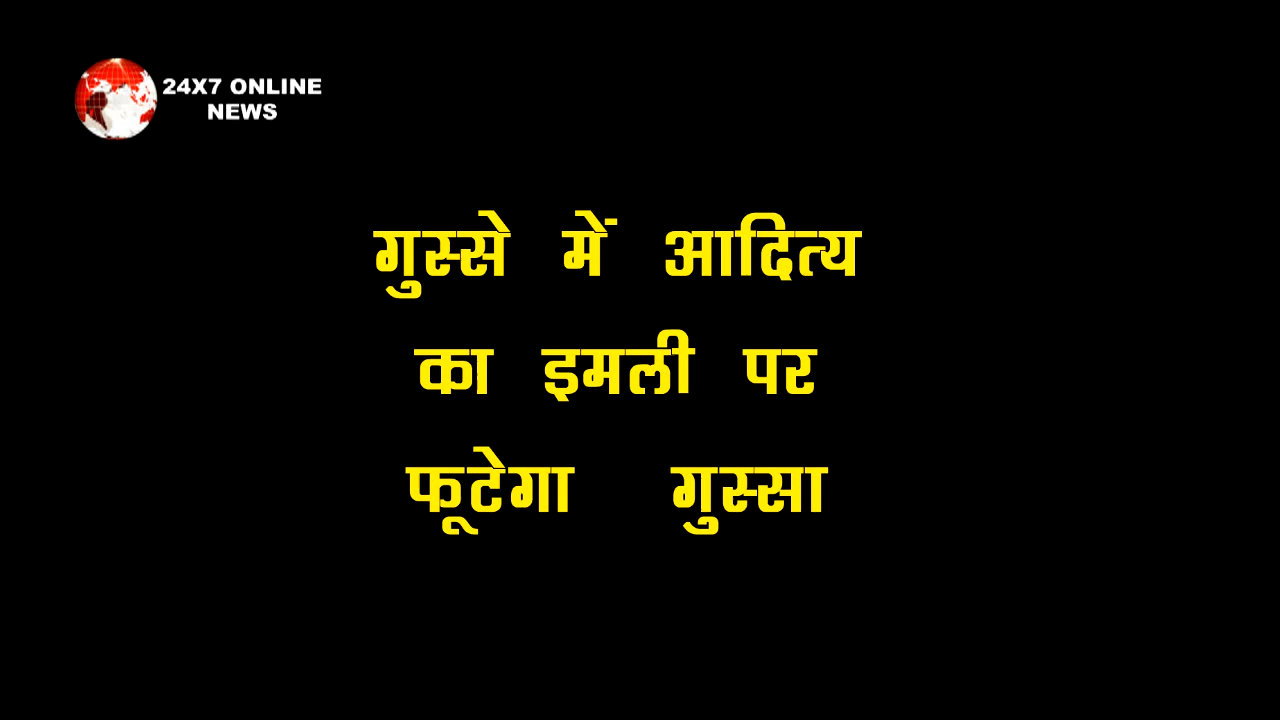 24X7 ONLINE
NEWS
गुस्से में आदित्य
का इमली पर
फूटेगा गुस्सा